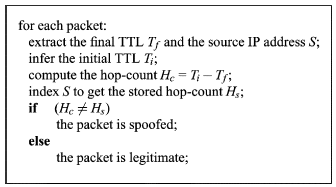 for each packet:
extract the final TTL T_f and the source IP address S;
infer the initial TTL T_i;
compute the hop-count H_c = T_i – T_f;
index S to get the stored hop-count H_s;
if (H_c ≠ H_s)
the packet is spoofed;
else
the packet is legitimate;